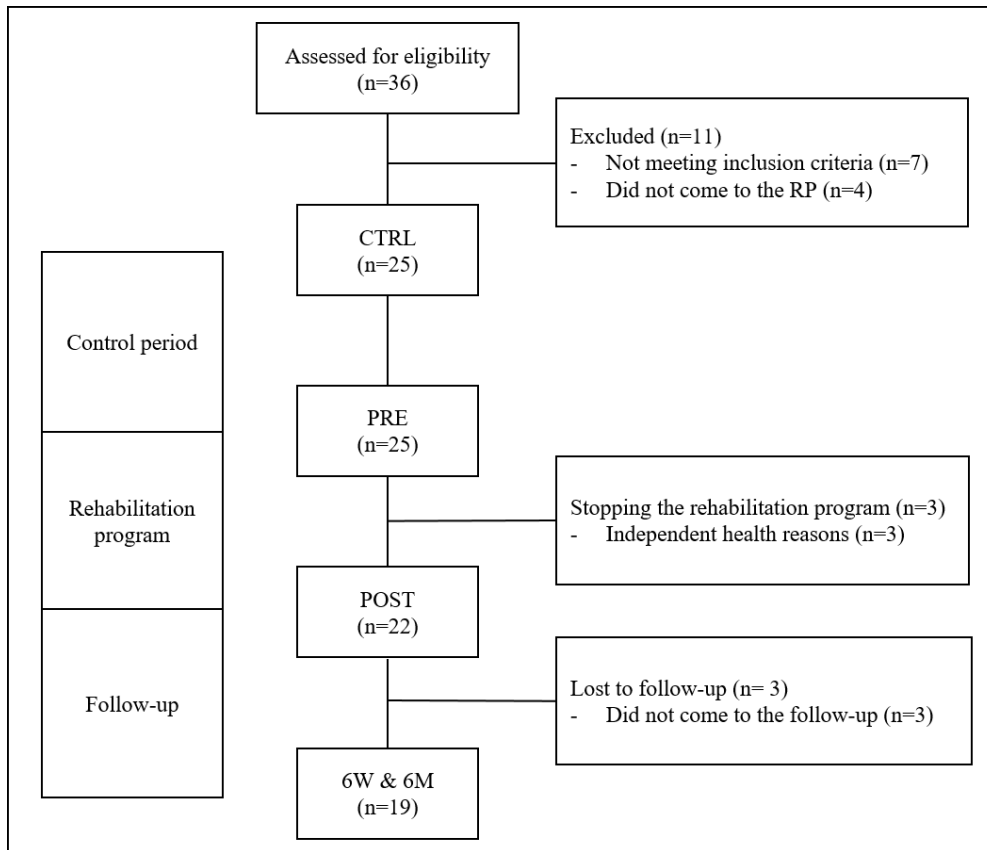 Assessed for eligibility
(n=36)
Excluded (n=11)
- Not meeting inclusion criteria (n=7)
- Did not come to the RP (n=4)
CTRL
(n=25)
Control period
PRE
(n=25)
Rehabilitation
program
Stopping the rehabilitation program (n=3)
- Independent health reasons (n=3)
POST
(n=22)
Follow-up
Lost to follow-up (n= 3)
- Did not come to the follow-up (n=3)
6W & 6M
(n=19)